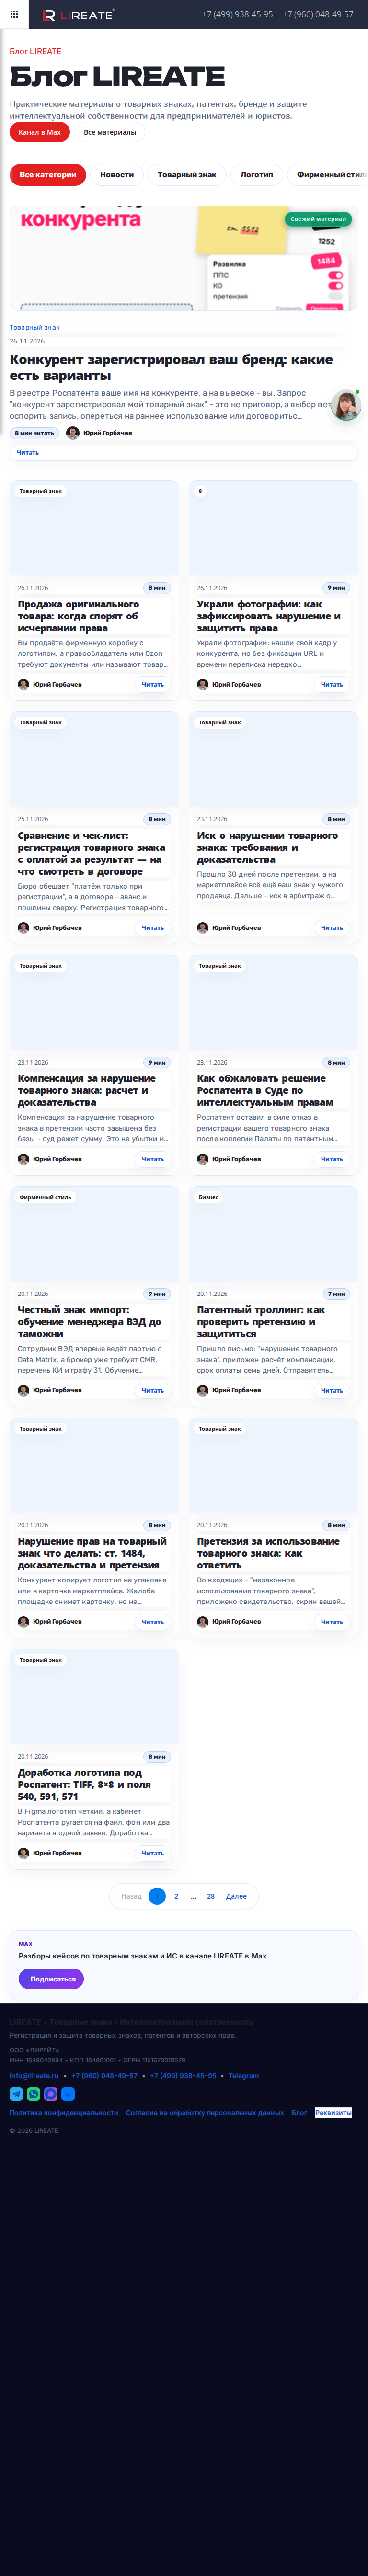 LIREATE
+7 (499) 938-45-95
+7 (960) 048-49-57
Блог LIREATE
Блог LIREATE
Практические материалы о товарных знаках, патентах, бренде и защите
интеллектуальной собственности для предпринимателей и юристов.
Канал в Max
Все материалы
Все категории
Новости
Товарный знак
Логотип
Фирменный стиль
конкурента
Свежий материал
ст. 1512
1252
1484
Развилка
ППС
КО
претензия
Товарный знак
26.11.2026
Конкурент зарегистрировал ваш бренд: какие
есть варианты
В реестре Роспатента ваше имя на конкуренте, а на вывеске - вы. Запрос
"конкурент зарегистрировал мой товарный знак" - это не приговор, а выбор вет
оспорить запись, опереться на раннее использование или договоритьс...
8 мин читать
Юрий Горбачев
Читать
Товарный знак
26.11.2026
8 мин
Продажа оригинального
товара: когда спорят об
исчерпании права
Вы продаёте фирменную коробку с
логотипом, а правообладатель или Ozon
требуют документы или называют товар...
Юрий Горбачев
Читать
8
26.11.2026
9 мин
Украли фотографии: как
зафиксировать нарушение и
защитить права
Украли фотографии: нашли свой кадр у
конкурента, но без фиксации URL и
времени переписка нередко...
Юрий Горбачев
Читать
Товарный знак
25.11.2026
8 мин
Сравнение и чек-лист:
регистрация товарного знака
с оплатой за результат — на
что смотреть в договоре
Бюро обещает "платёж только при
регистрации", а в договоре - аванс и
пошлины сверху. Регистрация товарного...
Юрий Горбачев
Читать
Товарный знак
23.11.2026
8 мин
Иск о нарушении товарного
знака: требования и
доказательства
Прошло 30 дней после претензии, а на
маркетплейсе всё ещё ваш знак у чужого
продавца. Дальше - иск в арбитраж о...
Юрий Горбачев
Читать
Товарный знак
23.11.2026
9 мин
Компенсация за нарушение
товарного знака: расчет и
доказательства
Компенсация за нарушение товарного
знака в претензии часто завышена без
базы - суд режет сумму. Это не убытки и...
Юрий Горбачев
Читать
Товарный знак
23.11.2026
8 мин
Как обжаловать решение
Роспатента в Суде по
интеллектуальным правам
Роспатент оставил в силе отказ в
регистрации вашего товарного знака
после коллегии Палаты по патентным...
Юрий Горбачев
Читать
Фирменный стиль
20.11.2026
9 мин
Честный знак импорт:
обучение менеджера ВЭД до
таможни
Сотрудник ВЭД впервые ведёт партию с
Data Matrix, а брокер уже требует CMR,
перечень КИ и графу 31. Обучение...
Юрий Горбачев
Читать
Бизнес
20.11.2026
7 мин
Патентный троллинг: как
проверить претензию и
защититься
Пришло письмо: "нарушение товарного
знака", приложен расчёт компенсации,
срок оплаты семь дней. Отправитель...
Юрий Горбачев
Читать
Товарный знак
20.11.2026
8 мин
Нарушение прав на товарный
знак что делать: ст. 1484,
доказательства и претензия
Конкурент копирует логотип на упаковке
или в карточке маркетплейса. Жалоба
площадке снимает карточку, но не...
Юрий Горбачев
Читать
Товарный знак
20.11.2026
8 мин
Претензия за использование
товарного знака: как
ответить
Во входящих - "незаконное
использование товарного знака",
приложено свидетельство, скрин вашей...
Юрий Горбачев
Читать
Товарный знак
20.11.2026
8 мин
Доработка логотипа под
Роспатент: TIFF, 8×8 и поля
540, 591, 571
В Figma логотип чёткий, а кабинет
Роспатента ругается на файл, фон или два
варианта в одной заявке. Доработка...
Юрий Горбачев
Читать
Назад
1
2
...
28
Далее
MAX
Разборы кейсов по товарным знакам и ИС в канале LIREATE в Max
Подписаться
LIREATE • Товарные знаки • Интеллектуальная собственность
Регистрация и защита товарных знаков, патентов и авторских прав.
ООО «ЛИРЕЙТ»
ИНН 1648040894 • КПП 164801001 • ОГРН 1151673001578
info@lireate.ru • +7 (960) 048-49-57 • +7 (499) 938-45-95 • Telegram
Политика конфиденциальности
Согласие на обработку персональных данных
Блог
Реквизиты
© 2026 LIREATE